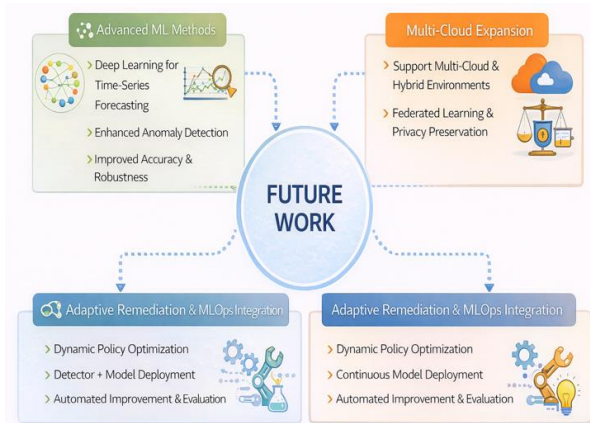 Advanced ML Methods
Deep Learning for
Time-Series
Forecasting
Enhanced Anomaly Detection
Improved Accuracy &
Robustness
Multi-Cloud Expansion
Support Multi-Cloud &
Hybrid Environments
Federated Learning &
Privacy Preservation
FUTURE
WORK
Adaptive Remediation & MLOps Integration
Dynamic Policy Optimization
Detector + Model Deployment
Automated Improvement & Evaluation
Adaptive Remediation & MLOps Integration
Dynamic Policy Optimization
Continuous Model Deployment
Automated Improvement & Evaluation